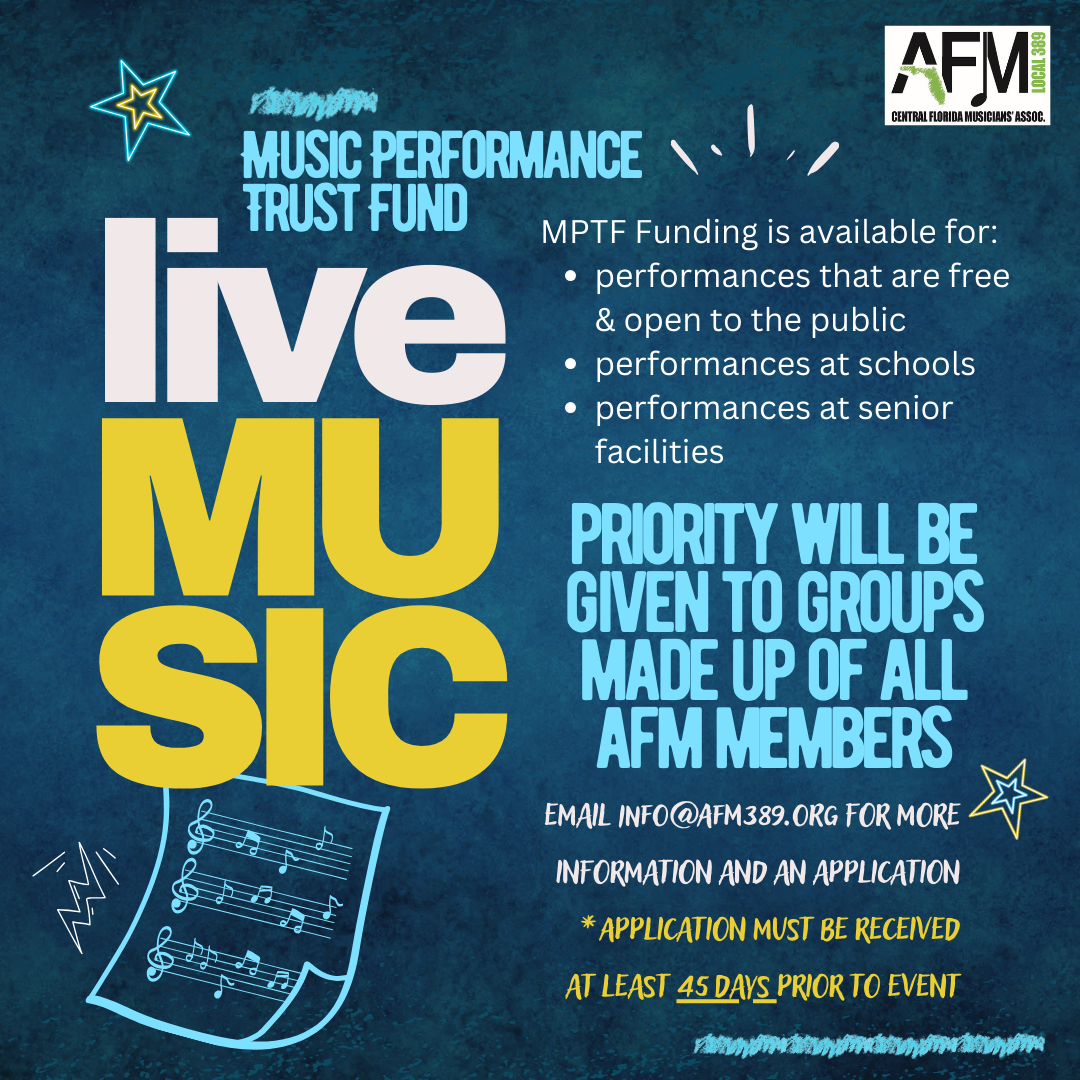 AFM LOCAL 389
CENTRAL FLORIDA MUSICIANS' ASSOC.
MUSIC PERFORMANCE
TRUST FUND
live
MU
SIC
MPTF Funding is available for:
• performances that are free
& open to the public
• performances at schools
• performances at senior
facilities
PRIORITY WILL BE
GIVEN TO GROUPS
MADE UP OF ALL
AFM MEMBERS
EMAIL INFO@AFM389.ORG FOR MORE
INFORMATION AND AN APPLICATION
* APPLICATION MUST BE RECEIVED
AT LEAST 45 DAYS PRIOR TO EVENT